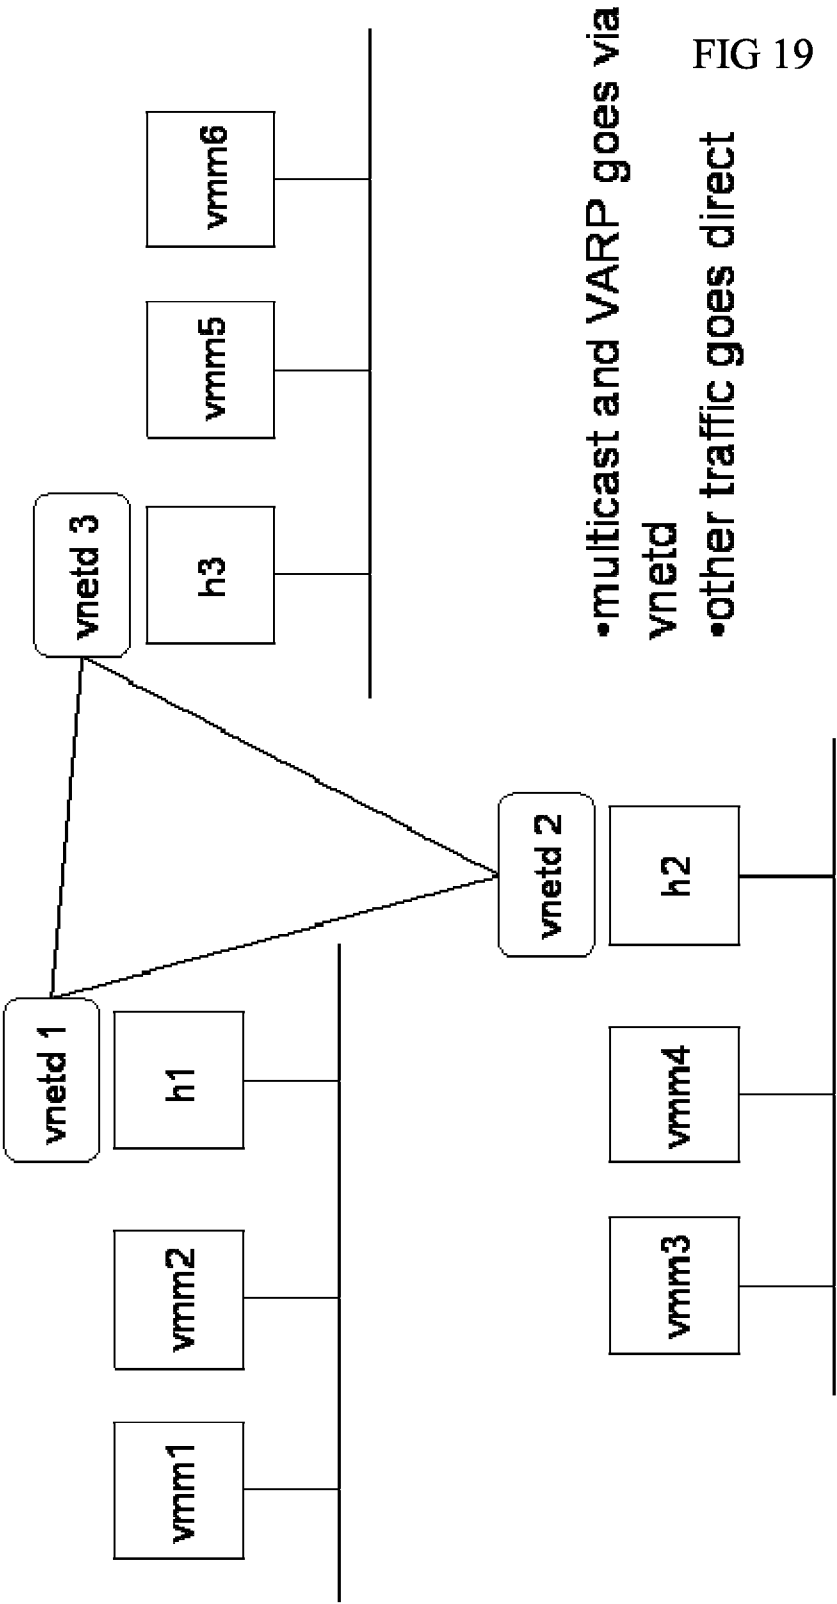 FIG 19
vnetd 1
vnetd 3
vmm1
vmm2
h1
h3
vmm5
vmm6
vnetd 2
vmm3
vmm4
h2
•multicast and VARP goes via
vnetd
•other traffic goes direct